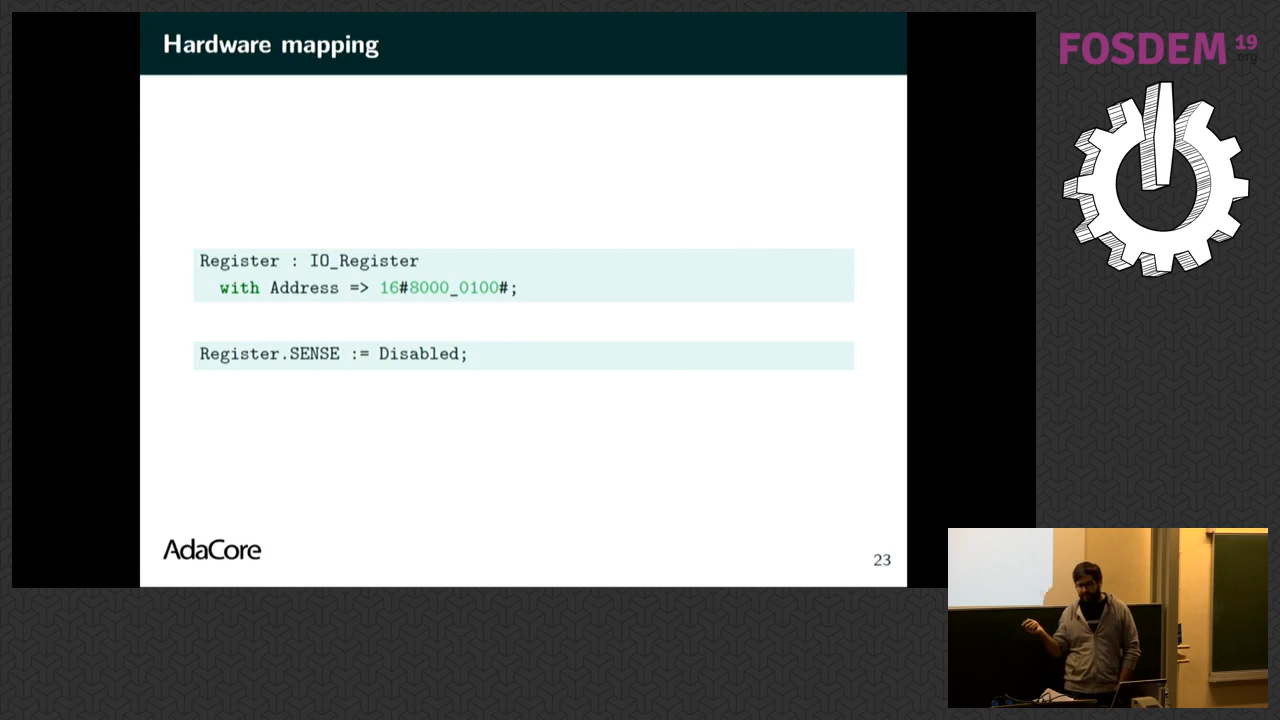 Hardware mapping
FOSDEM 19
.org
Register : IO_Register
with Address => 16#8000_0100#;
Register.SENSE := Disabled;
AdaCore
23